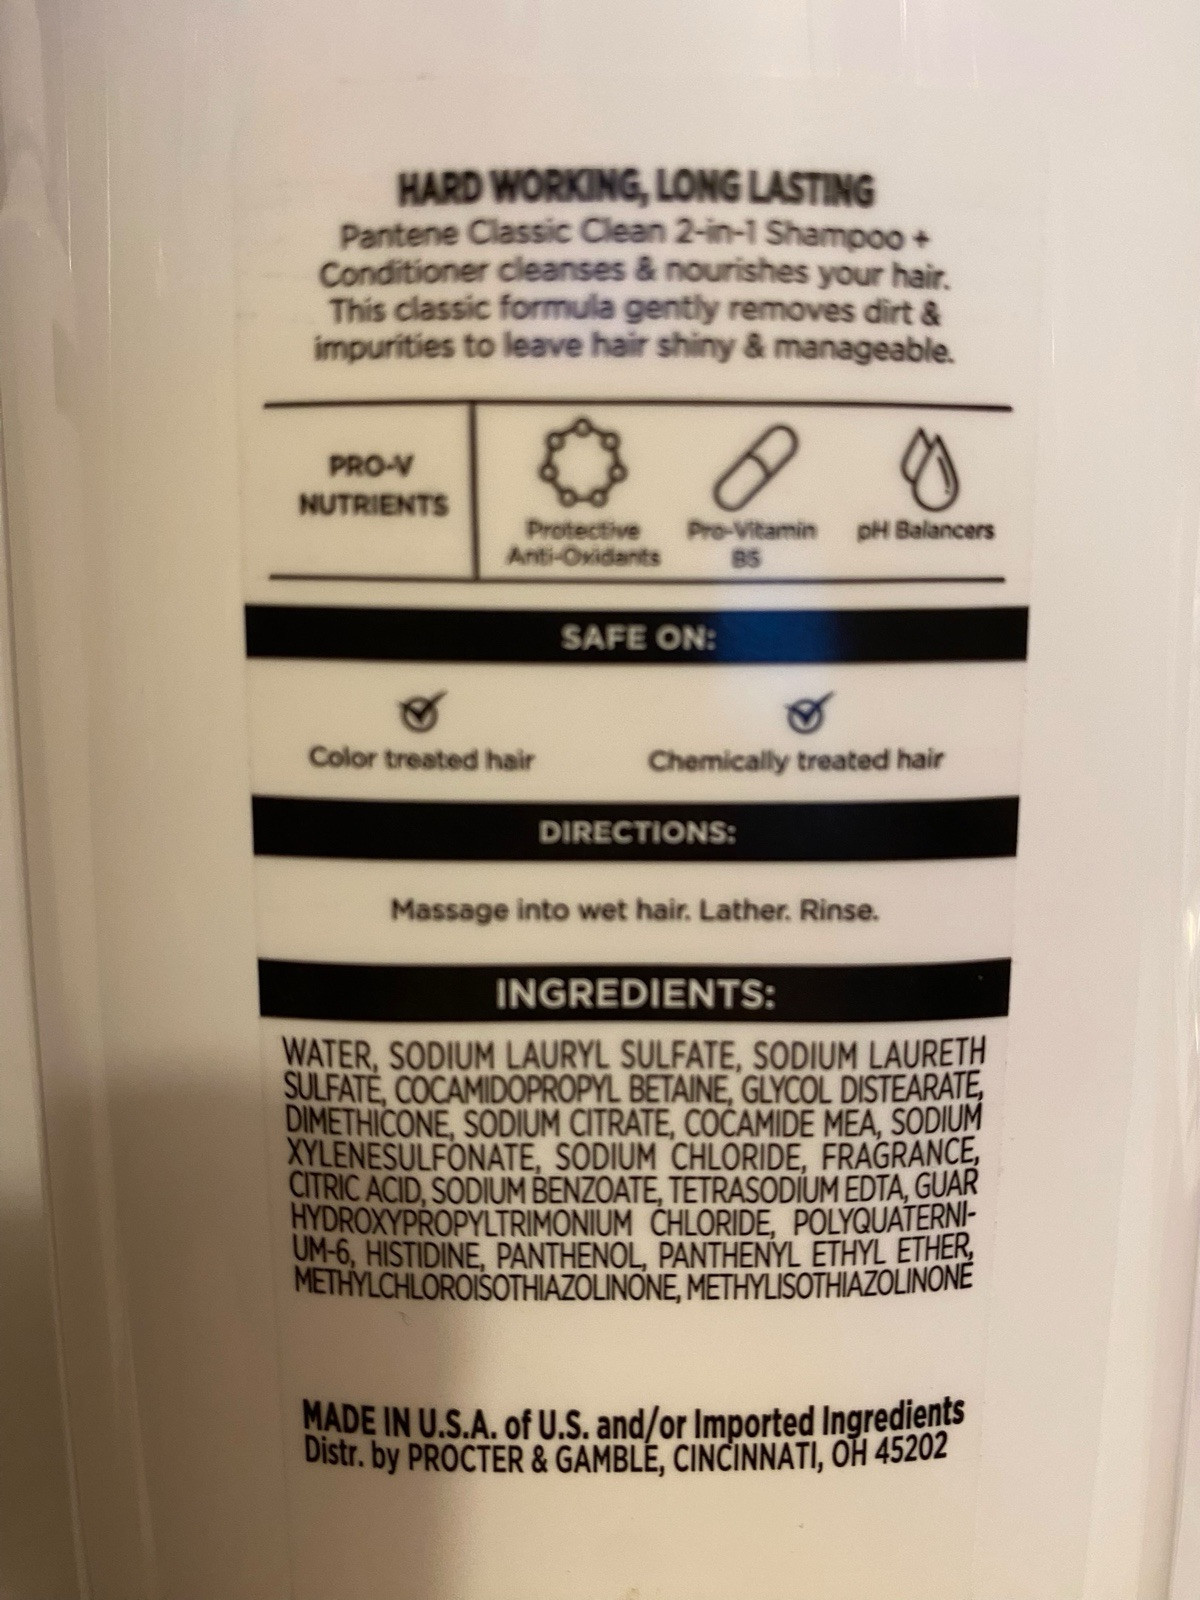 HARD WORKING, LONG LASTING
Pantene Classic Clean 2-in-1 Shampoo +
Conditioner cleanses & nourishes your hair.
This classic formula gently removes dirt &
impurities to leave hair shiny & manageable.
PRO-V
NUTRIENTS
Protective
Anti-Oxidants
Pro-Vitamin
B5
pH Balancers
SAFE ON:
Color treated hair
Chemically treated hair
DIRECTIONS:
Massage into wet hair. Lather. Rinse.
INGREDIENTS:
WATER, SODIUM LAURYL SULFATE, SODIUM LAURETH
SULFATE, COCAMIDOPROPYL BETAINE, GLYCOL DISTEARATE,
DIMETHICONE, SODIUM CITRATE, COCAMIDE MEA, SODIUM
XYLENESULFONATE, SODIUM CHLORIDE, FRAGRANCE,
CITRIC ACID, SODIUM BENZOATE, TETRASODIUM EDTA, GUAR
HYDROXYPROPYLTRIMONIUM CHLORIDE, POLYQUATERNI-
UM-6, HISTIDINE, PANTHENOL, PANTHENYL ETHYL ETHER,
METHYLCHLOROISOTHIAZOLINONE, METHYLISOTHIAZOLINONE
MADE IN U.S.A. of U.S. and/or Imported Ingredients
Distr. by PROCTER & GAMBLE, CINCINNATI, OH 45202